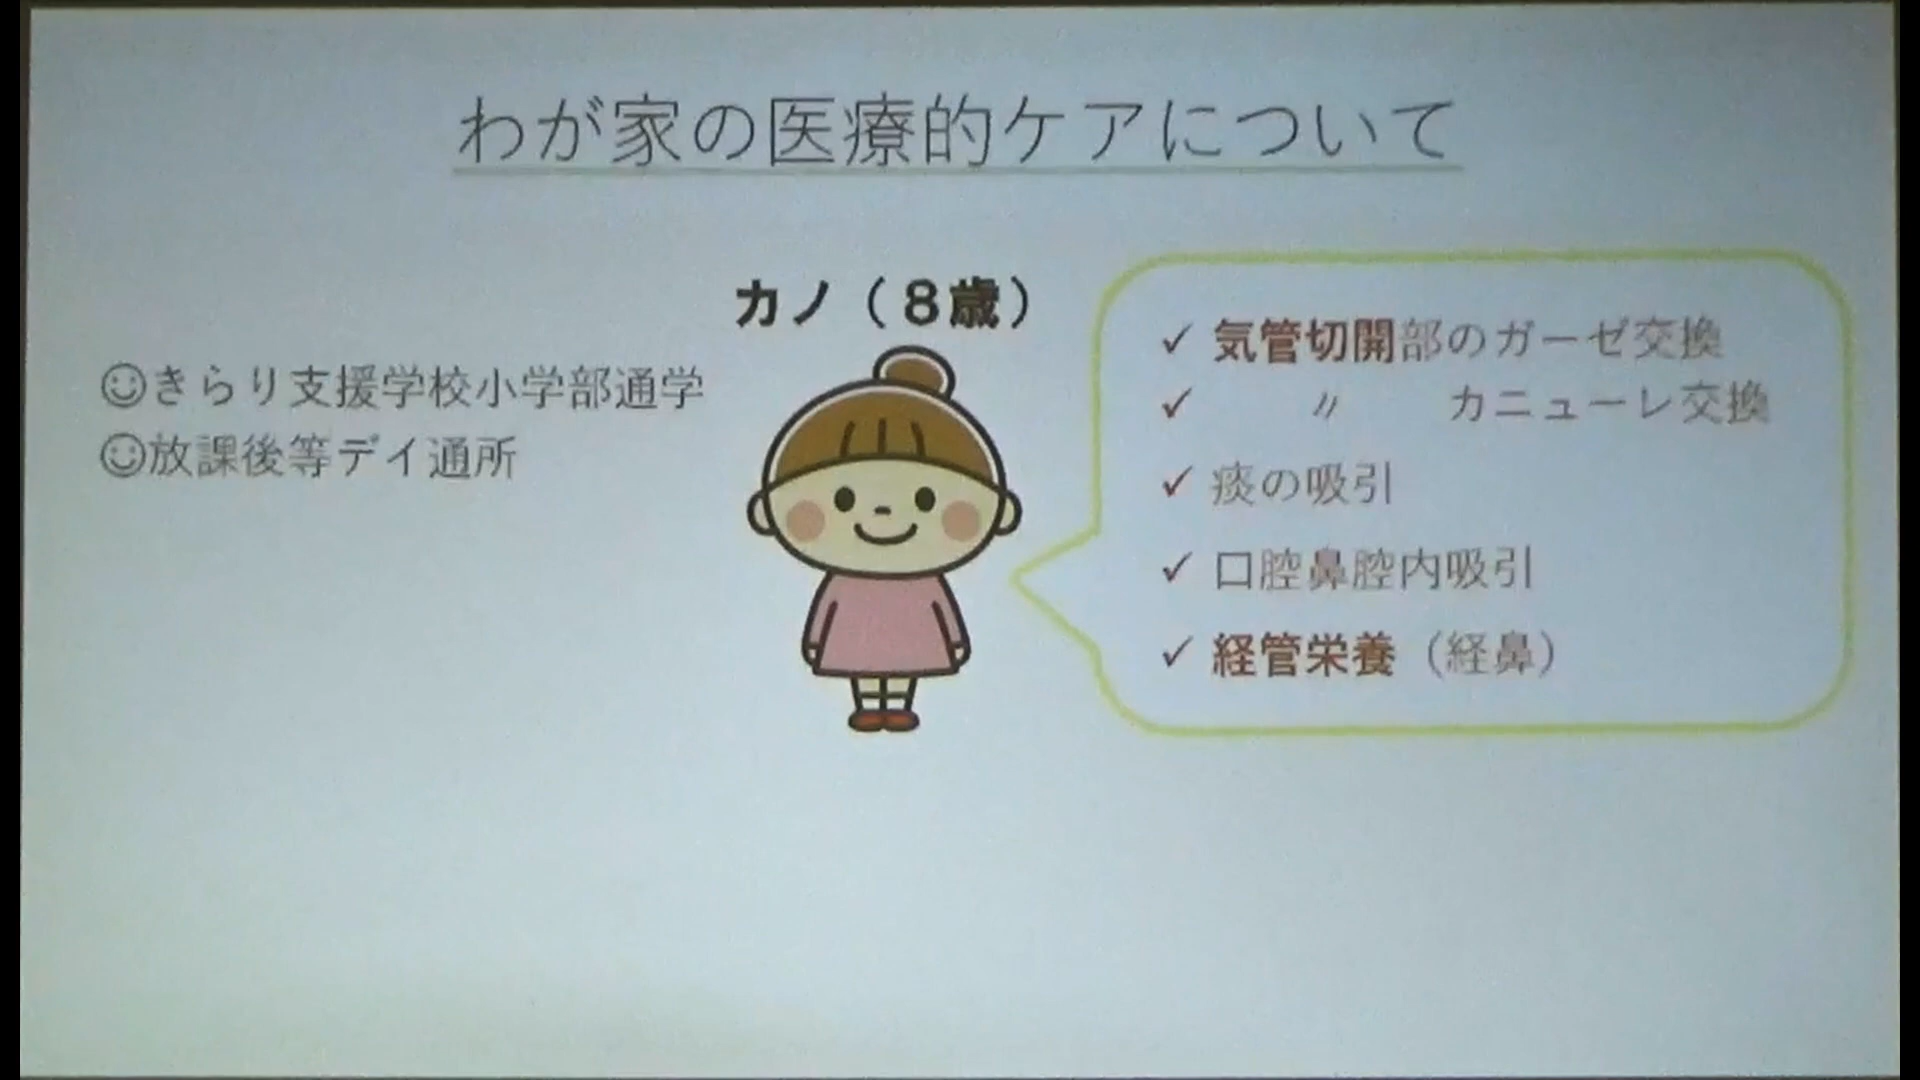 わが家の医療的ケアについて
カノ（８歳）
☺きらり支援学校小学部通学
☺放課後等デイ通所
✓ 気管切開部のガーゼ交換
✓ 〃 カニューレ交換
✓ 痰の吸引
✓ 口腔鼻腔内吸引
✓ 経管栄養（経鼻）